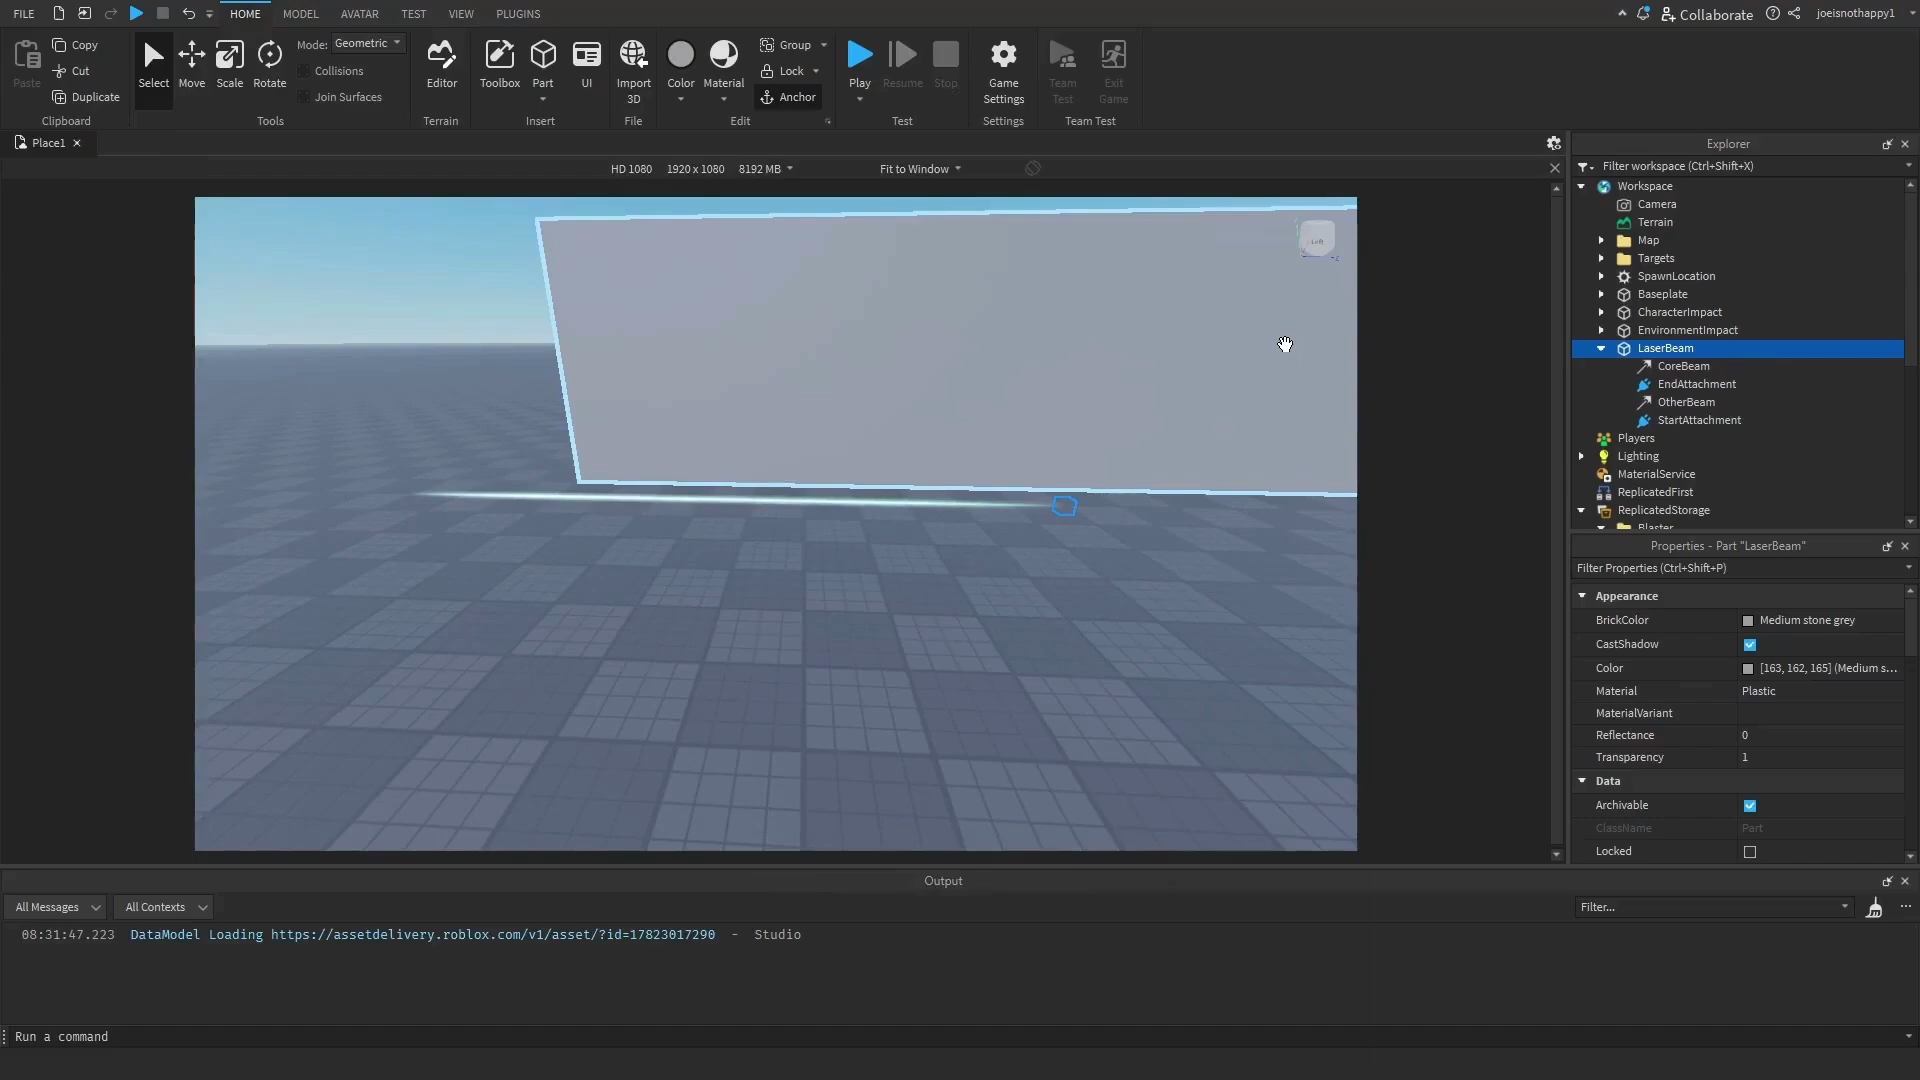 FILE HOME MODEL AVATAR TEST VIEW PLUGINS Collaborate joeisnothappy1
Paste Copy Cut Duplicate
Clipboard
Select Move Scale Rotate
Mode: Geometric
Collisions
Join Surfaces
Tools
Editor
Terrain
Toolbox Part UI
Insert
Import 3D
File
Color Material
Group
Lock
Anchor
Edit
Play Resume Stop
Test
Game Settings
Settings
Team Test
Exit Game
Team Test
Place1
HD 1080 1920 x 1080 8192 MB Fit to Window
Left
Explorer
Filter workspace (Ctrl+Shift+X)
Workspace
Camera
Terrain
Map
Targets
SpawnLocation
Baseplate
CharacterImpact
EnvironmentImpact
LaserBeam
CoreBeam
EndAttachment
OtherBeam
StartAttachment
Players
Lighting
MaterialService
ReplicatedFirst
ReplicatedStorage
Blaster
Properties - Part "LaserBeam"
Filter Properties (Ctrl+Shift+P)
Appearance
BrickColor Medium stone grey
CastShadow
Color [163, 162, 165] (Medium s...
Material Plastic
MaterialVariant
Reflectance 0
Transparency 1
Data
Archivable
ClassName Part
Locked
Output
All Messages All Contexts Filter...
08:31:47.223 DataModel Loading https://assetdelivery.roblox.com/v1/asset/?id=17823017290 - Studio
Run a command